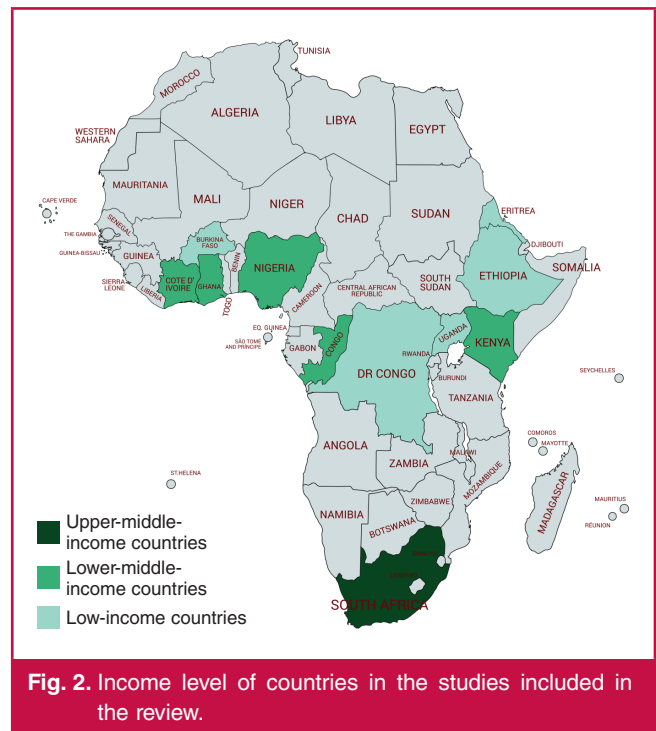 TUNISIA
MOROCCO
ALGERIA
LIBYA
EGYPT
WESTERN
SAHARA
MAURITANIA
MALI
NIGER
CHAD
SUDAN
ERITREA
CAPE VERDE
SENEGAL
THE GAMBIA
GUINEA-BISSAU
GUINEA
SIERRA
LEONE
LIBERIA
COTE D'
IVOIRE
BURKINA
FASO
GHANA
TOGO
BENIN
NIGERIA
CAMEROON
CENTRAL AFRICAN
REPUBLIC
SOUTH
SUDAN
DJIBOUTI
ETHIOPIA
SOMALIA
EQ. GUINEA
SÃO TOMÉ
AND PRÍNCIPE
GABON
CONGO
DR CONGO
RWANDA
BURUNDI
UGANDA
KENYA
TANZANIA
SEYCHELLES
COMOROS
MAYOTTE
ANGOLA
ZAMBIA
MALAWI
MOZAMBIQUE
ST.HELENA
NAMIBIA
BOTSWANA
ZIMBABWE
MADAGASCAR
MAURITIUS
RÉUNION
SOUTH AFRICA
Upper-middle-
income countries
Lower-middle-
income countries
Low-income countries
Fig. 2. Income level of countries in the studies included in
the review.